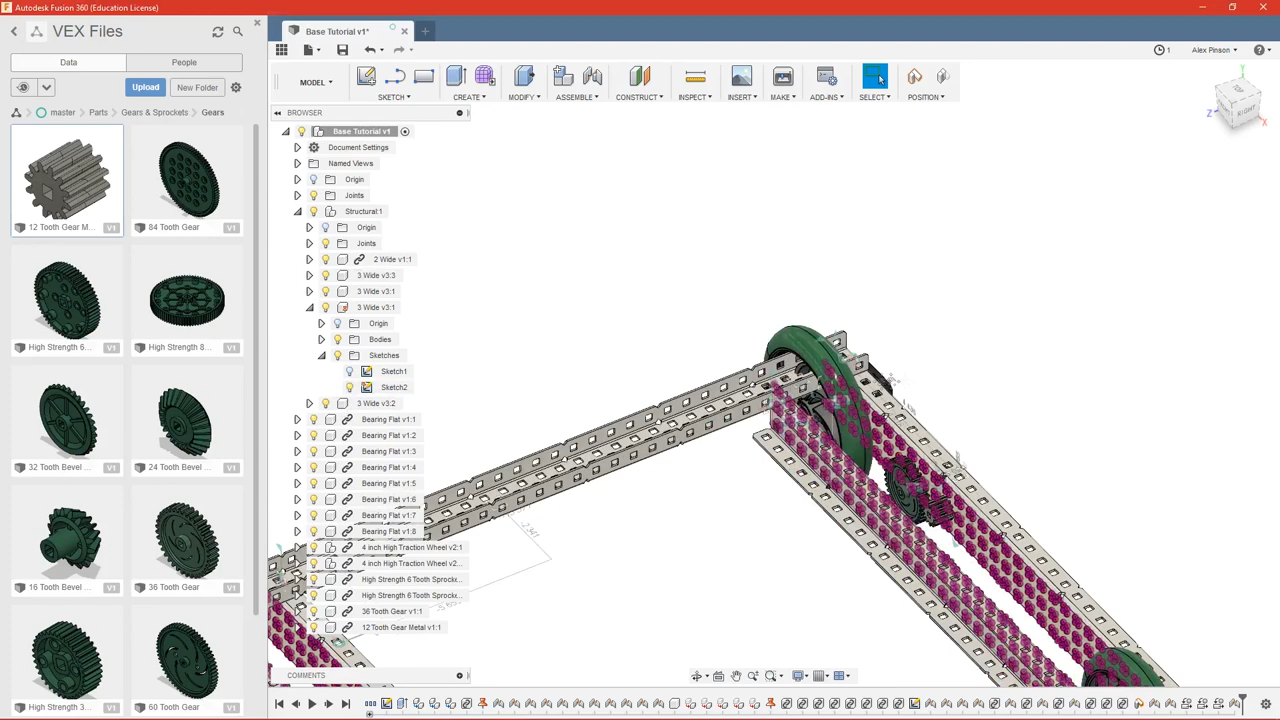 Autodesk Fusion 360 (Education License)
VEX Files
Base Tutorial v1*
Data
People
1
Alex Pinson
Upload
New Folder
MODEL
SKETCH
CREATE
MODIFY
ASSEMBLE
CONSTRUCT
INSPECT
INSERT
MAKE
ADD-INS
SELECT
POSITION
master
Parts
Gears & Sprockets
Gears
BROWSER
Base Tutorial v1
Document Settings
Named Views
Origin
Joints
Structural:1
Origin
Joints
2 Wide v1:1
3 Wide v3:3
3 Wide v3:1
3 Wide v3:1
Origin
Bodies
Sketches
Sketch1
Sketch2
3 Wide v3:2
Bearing Flat v1:1
Bearing Flat v1:2
Bearing Flat v1:3
Bearing Flat v1:4
Bearing Flat v1:5
Bearing Flat v1:6
Bearing Flat v1:7
Bearing Flat v1:8
4 inch High Traction Wheel v2:1
4 inch High Traction Wheel v2...
High Strength 6 Tooth Sprocke...
High Strength 6 Tooth Sprocke...
36 Tooth Gear v1:1
12 Tooth Gear Metal v1:1
COMMENTS
12 Tooth Gear M... V1
84 Tooth Gear V1
High Strength 6... V1
High Strength 8... V1
32 Tooth Bevel ... V1
24 Tooth Bevel ... V1
16 Tooth Bevel ... V1
36 Tooth Gear V1
High Strength 3... V1
60 Tooth Gear V1
Y
Z
X
RIGHT